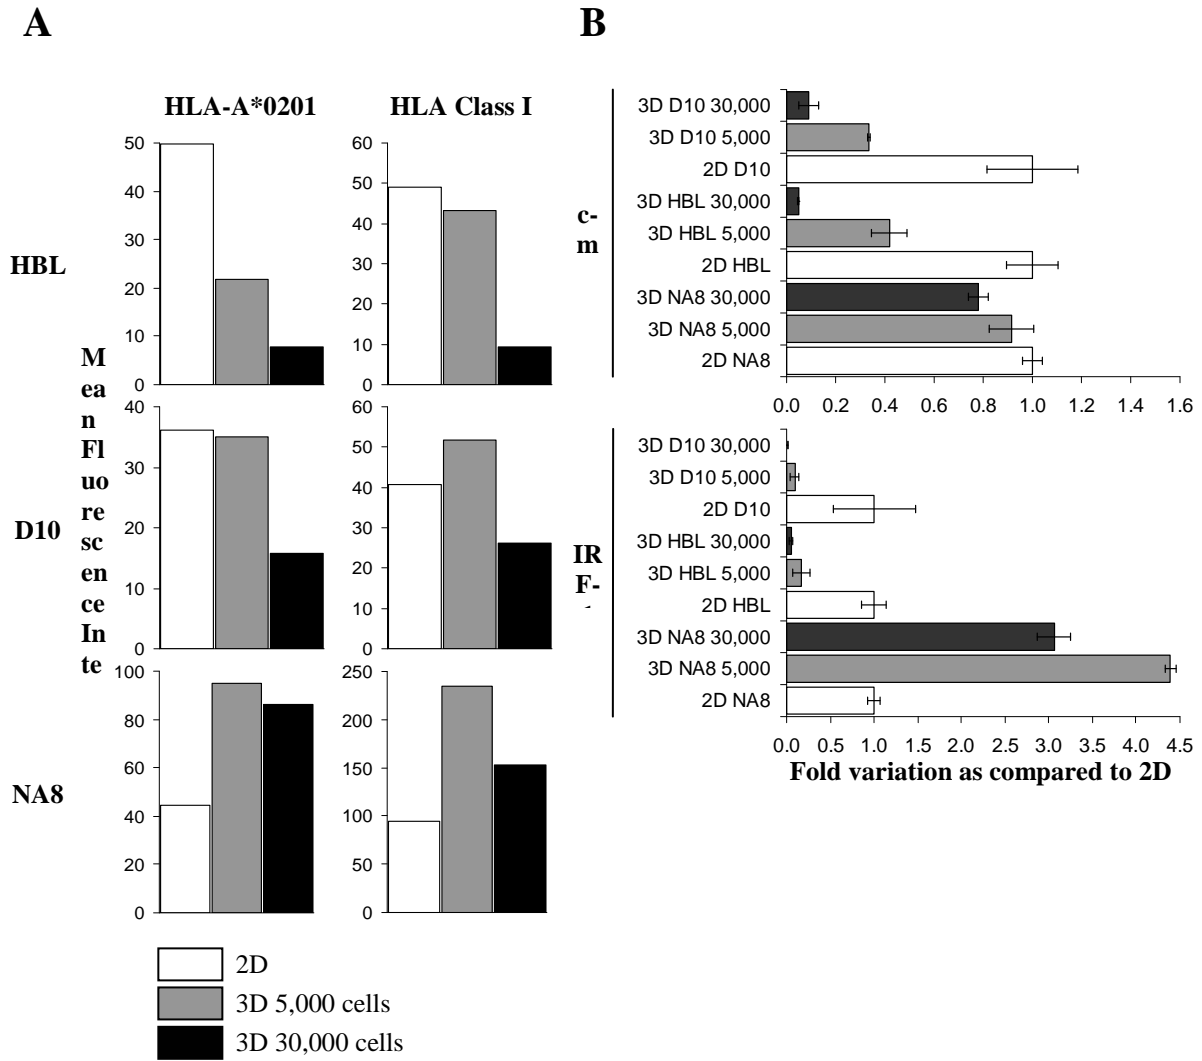 A
HLA-A*0201
HLA Class I
HBL
50
40
30
20
10
0
60
50
40
30
20
10
0
M
ea
n
Fl
uo
re
sc
en
ce
In
te
D10
40
30
20
10
0
60
50
40
30
20
10
0
NA8
100
80
60
40
20
0
250
200
150
100
50
0
2D
3D 5,000 cells
3D 30,000 cells
B
c-
m
3D D10 30,000
3D D10 5,000
2D D10
3D HBL 30,000
3D HBL 5,000
2D HBL
3D NA8 30,000
3D NA8 5,000
2D NA8
0.0 0.2 0.4 0.6 0.8 1.0 1.2 1.4 1.6
IR
F-
3D D10 30,000
3D D10 5,000
2D D10
3D HBL 30,000
3D HBL 5,000
2D HBL
3D NA8 30,000
3D NA8 5,000
2D NA8
0.0 0.5 1.0 1.5 2.0 2.5 3.0 3.5 4.0 4.5
Fold variation as compared to 2D